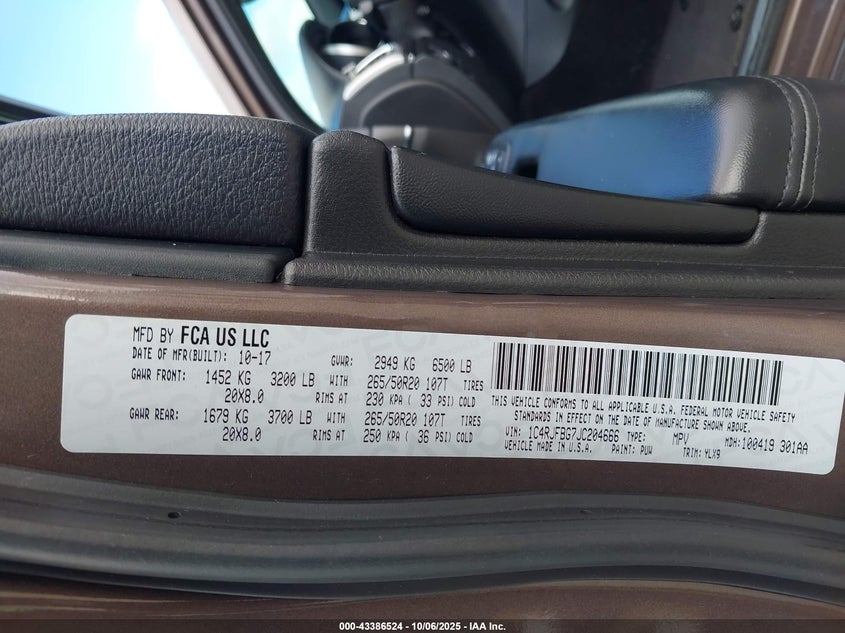 MFD BY FCA US LLC
DATE OF MFR(BUILT): 10-17 GVWR: 2949 KG 6500 LB
GAWR FRONT: 1452 KG 3200 LB WITH 265/50R20 107T TIRES
20X8.0 RIMS AT 230 KPA ( 33 PSI) COLD
GAWR REAR: 1679 KG 3700 LB WITH 265/50R20 107T TIRES
20X8.0 RIMS AT 250 KPA ( 36 PSI) COLD
THIS VEHICLE CONFORMS TO ALL APPLICABLE U.S.A. FEDERAL MOTOR VEHICLE SAFETY
STANDARDS IN EFFECT ON THE DATE OF MANUFACTURE SHOWN ABOVE.
VIN: 1C4RJFBG7JC204666 TYPE: MPV MDH: 100419 301AA
VEHICLE MADE IN U.S.A. PAINT: PUW TRIM: YLX9
000-43386524 - 10/06/2025 - IAA Inc.